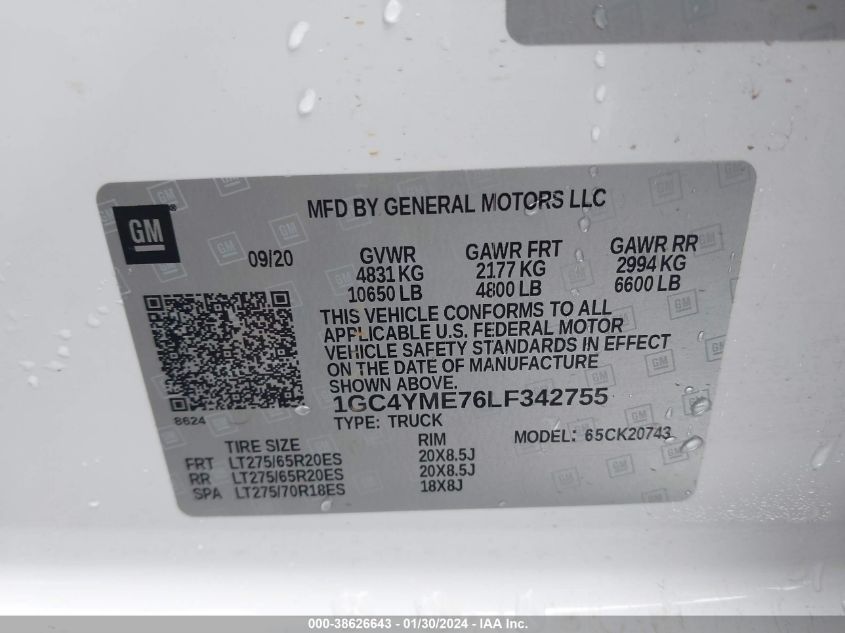 MFD BY GENERAL MOTORS LLC
GM
09/20
GVWR GAWR FRT GAWR RR
4831 KG 2177 KG 2994 KG
10650 LB 4800 LB 6600 LB
THIS VEHICLE CONFORMS TO ALL
APPLICABLE U.S. FEDERAL MOTOR
VEHICLE SAFETY STANDARDS IN EFFECT
ON THE DATE OF MANUFACTURE
SHOWN ABOVE.
1GC4YME76LF342755
8624
TYPE: TRUCK
MODEL: 65CK20743
TIRE SIZE RIM
FRT LT275/65R20ES 20X8.5J
RR LT275/65R20ES 20X8.5J
SPA LT275/70R18ES 18X8J
000-38626643 - 01/30/2024 - IAA Inc.